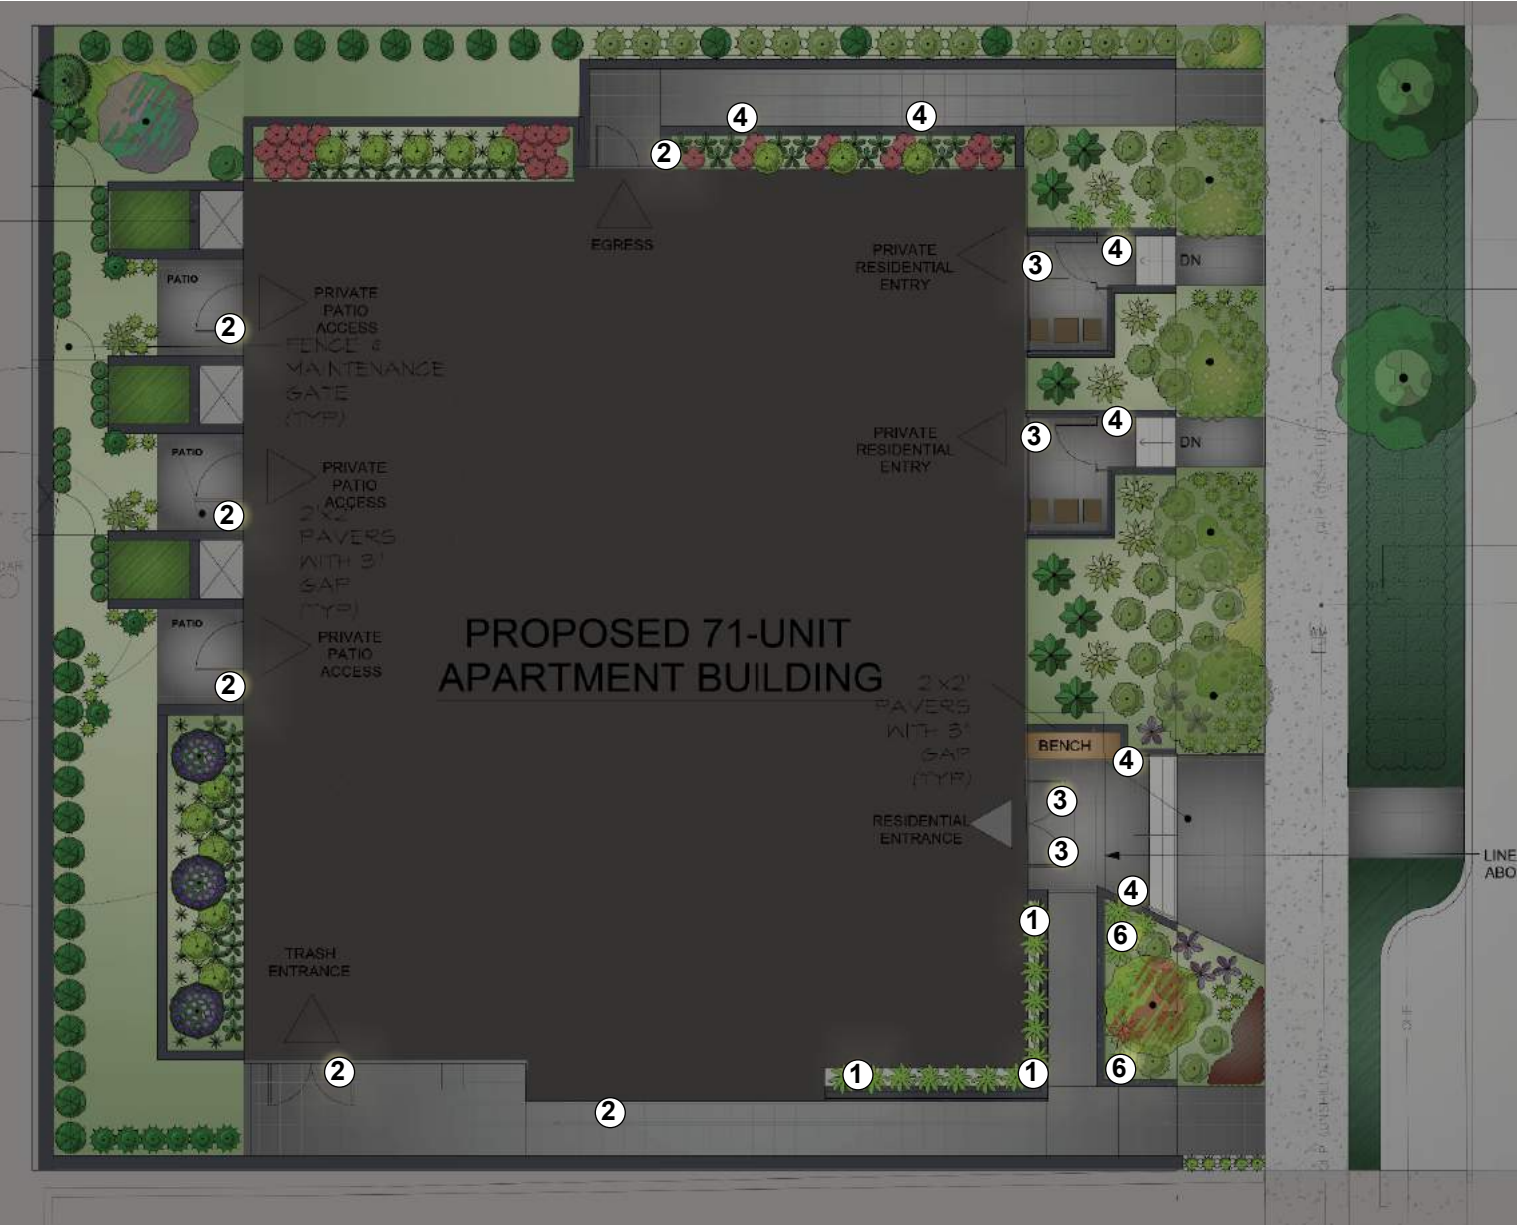 4
4
2
EGRESS
PRIVATE
RESIDENTIAL
ENTRY
3
4
DN
PATIO
PRIVATE
PATIO
ACCESS
2
FENCE &
MAINTENANCE
GATE
(TYP)
PRIVATE
RESIDENTIAL
ENTRY
3
4
DN
PATIO
PRIVATE
PATIO
ACCESS
2
2'X2'
PAVERS
WITH 3"
GAP
(TYP)
PATIO
PRIVATE
PATIO
ACCESS
2
PROPOSED 71-UNIT
APARTMENT BUILDING
2'X2'
PAVERS
WITH 3"
GAP
(TYP)
BENCH
4
3
RESIDENTIAL
ENTRANCE
3
LINE
ABO
4
1
6
TRASH
ENTRANCE
2
1
1
6
2